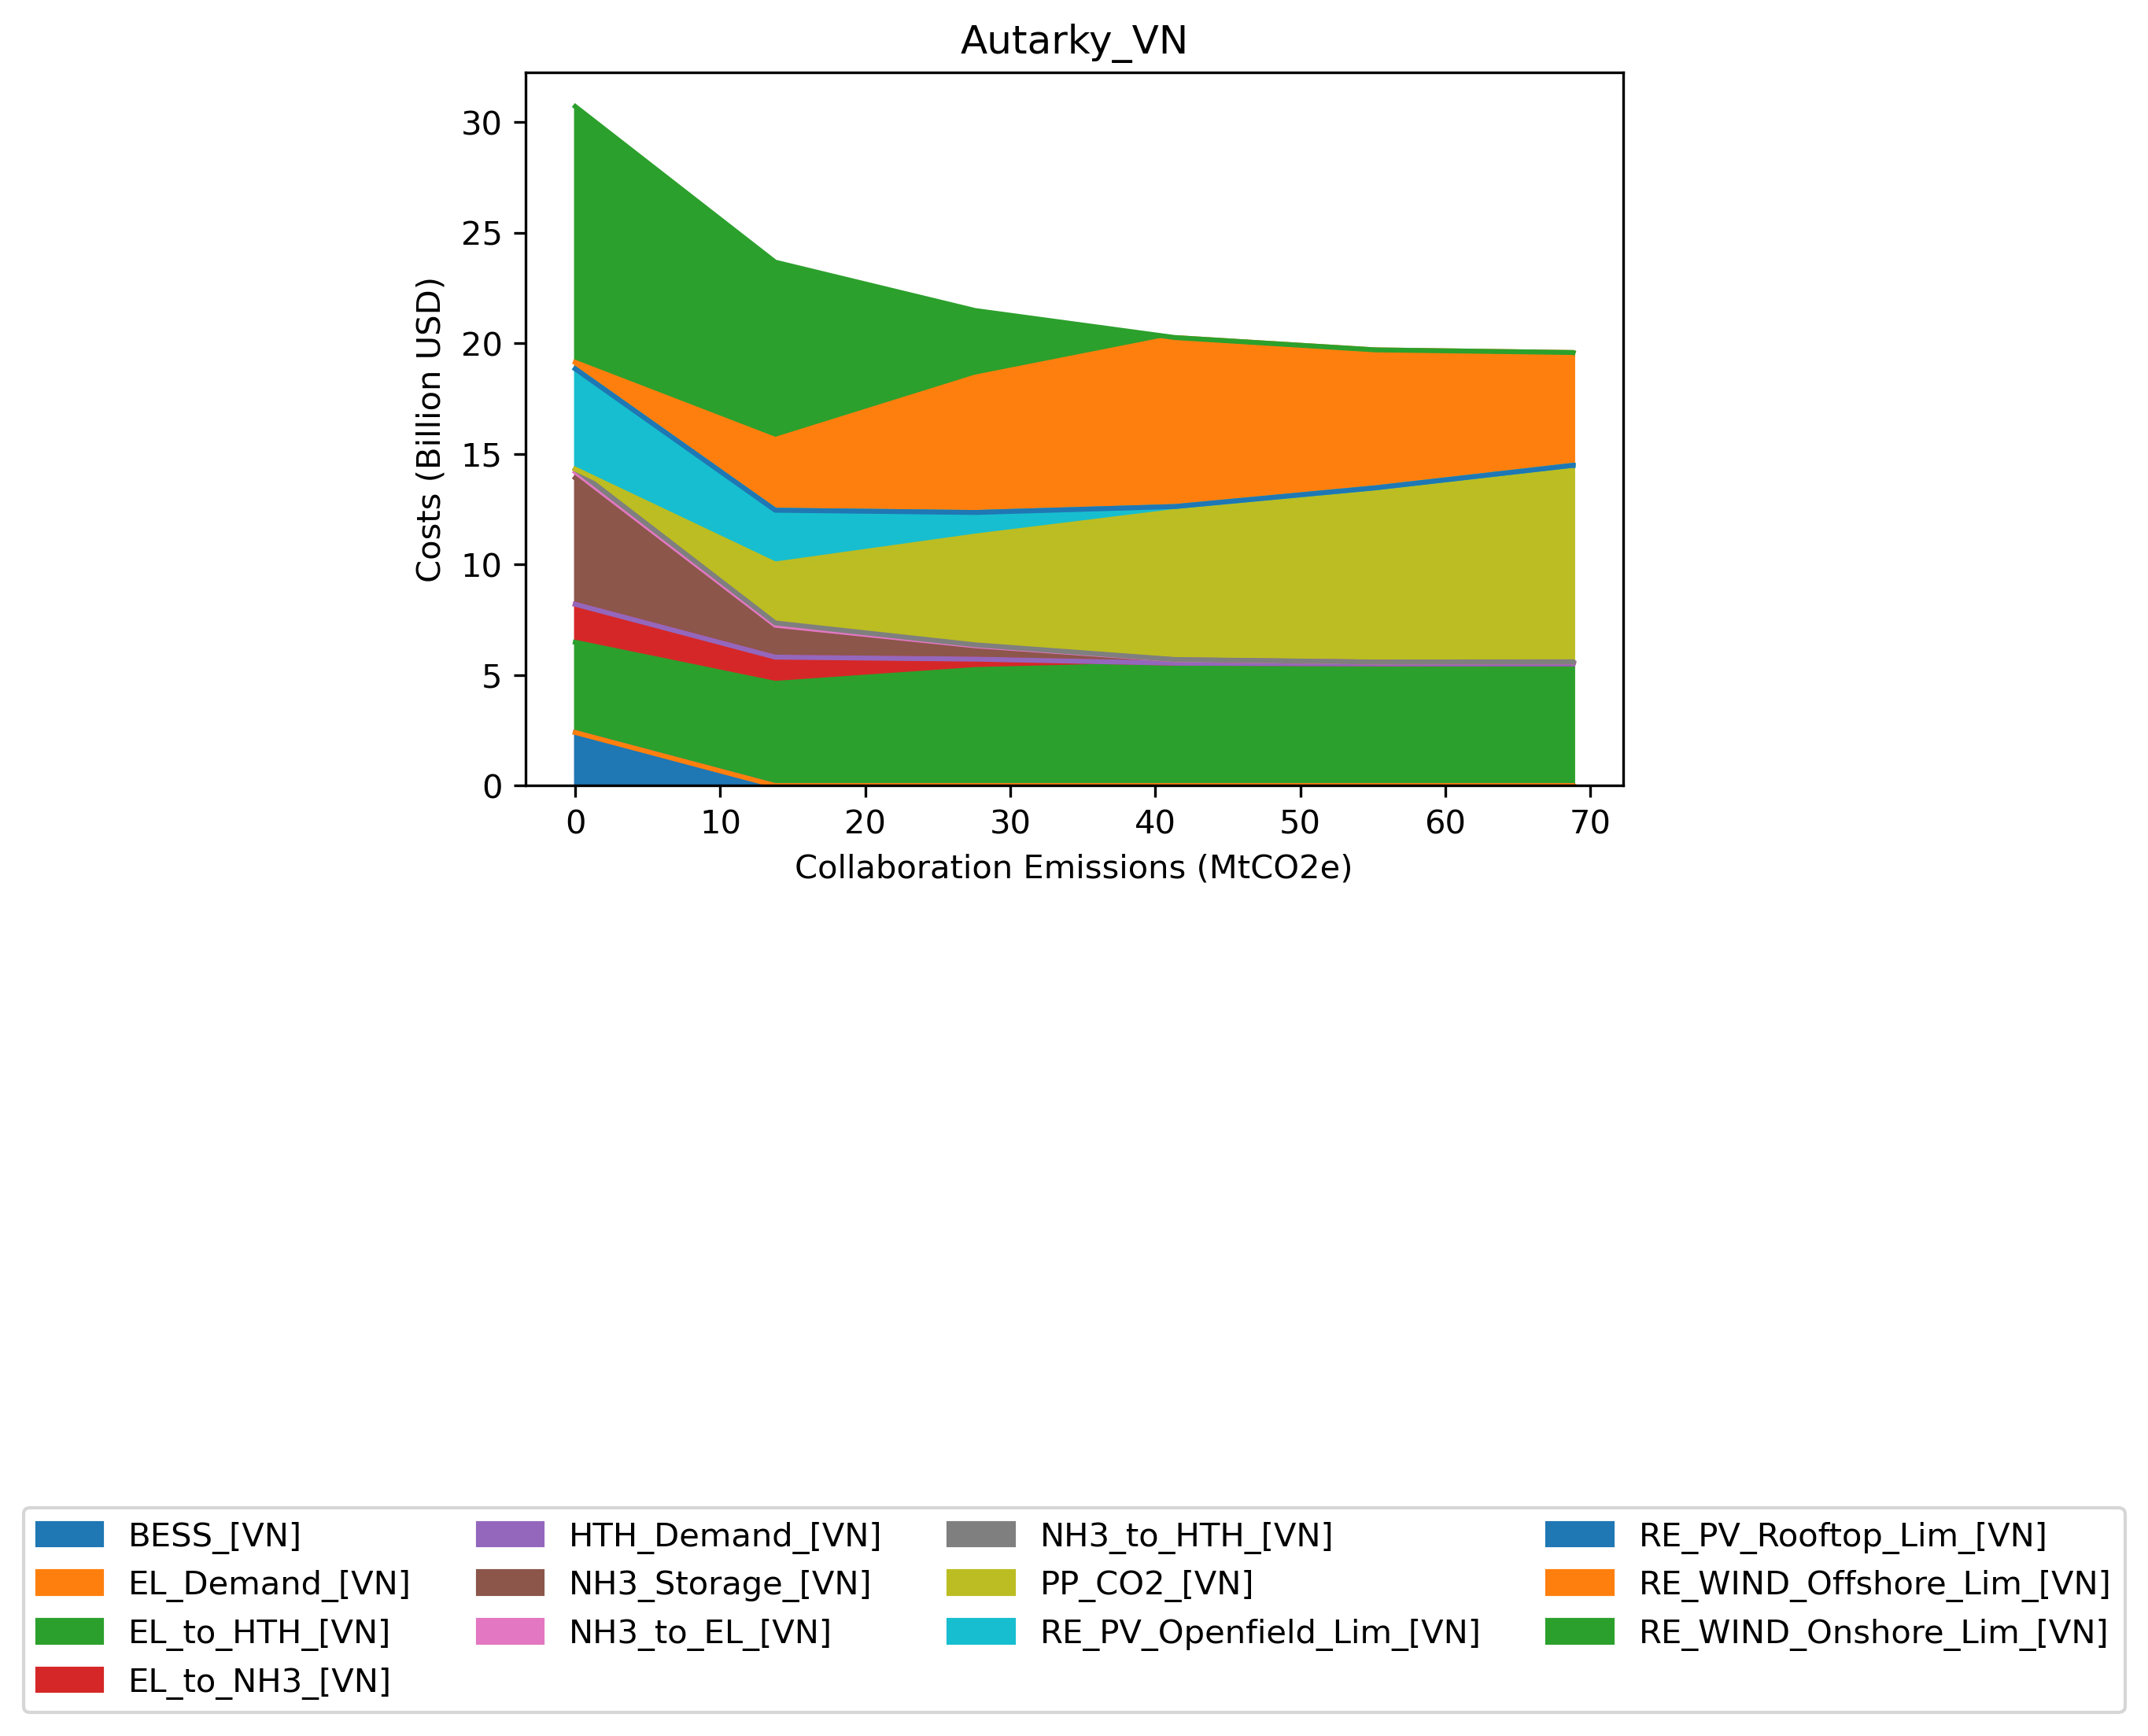 Autarky_VN
Costs (Billion USD)
30
25
20
15
10
5
0
0 10 20 30 40 50 60 70
Collaboration Emissions (MtCO2e)
BESS_[VN]
EL_Demand_[VN]
EL_to_HTH_[VN]
EL_to_NH3_[VN]
HTH_Demand_[VN]
NH3_Storage_[VN]
NH3_to_EL_[VN]
NH3_to_HTH_[VN]
PP_CO2_[VN]
RE_PV_Openfield_Lim_[VN]
RE_PV_Rooftop_Lim_[VN]
RE_WIND_Offshore_Lim_[VN]
RE_WIND_Onshore_Lim_[VN]